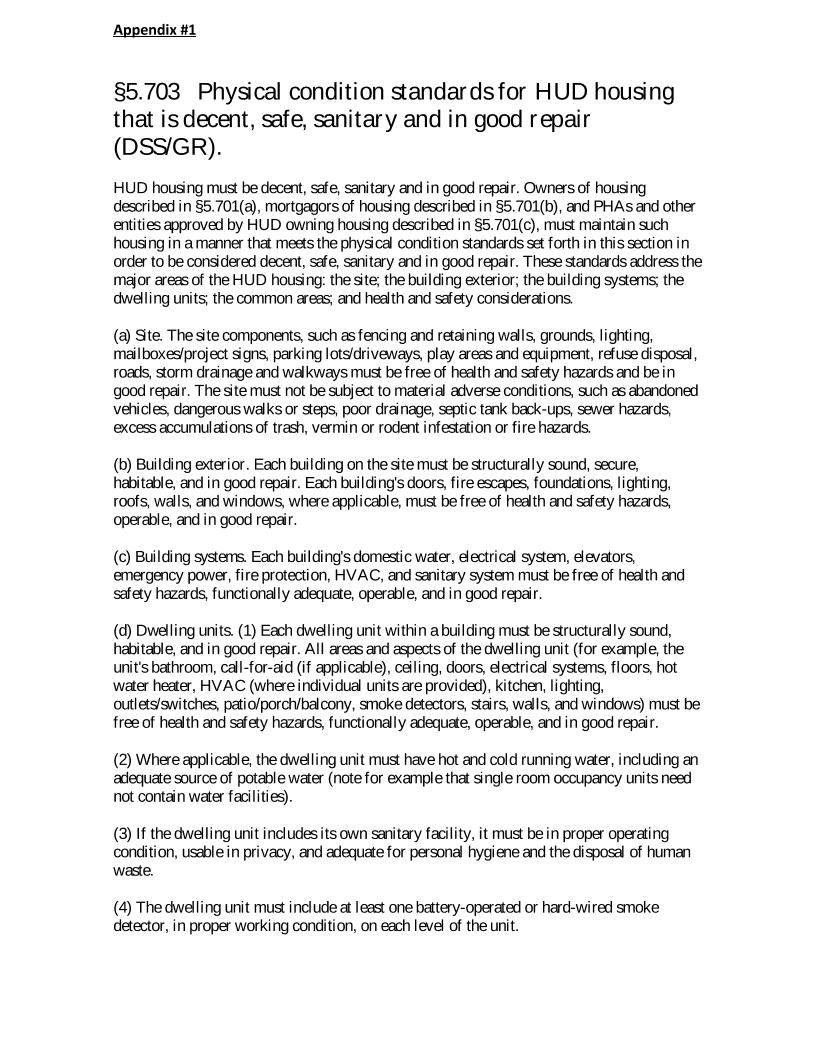 Appendix #1
§5.703   Physical condition standards for HUD housing
that is decent, safe, sanitary and in good repair
(DSS/GR).
HUD housing must be decent, safe, sanitary and in good repair. Owners of housing
described in §5.701(a), mortgagors of housing described in §5.701(b), and PHAs and other
entities approved by HUD owning housing described in §5.701(c), must maintain such
housing in a manner that meets the physical condition standards set forth in this section in
order to be considered decent, safe, sanitary and in good repair. These standards address the
major areas of the HUD housing: the site; the building exterior; the building systems; the
dwelling units; the common areas; and health and safety considerations.
(a) Site. The site components, such as fencing and retaining walls, grounds, lighting,
mailboxes/project signs, parking lots/driveways, play areas and equipment, refuse disposal,
roads, storm drainage and walkways must be free of health and safety hazards and be in
good repair. The site must not be subject to material adverse conditions, such as abandoned
vehicles, dangerous walks or steps, poor drainage, septic tank back-ups, sewer hazards,
excess accumulations of trash, vermin or rodent infestation or fire hazards.
(b) Building exterior. Each building on the site must be structurally sound, secure,
habitable, and in good repair. Each building's doors, fire escapes, foundations, lighting,
roofs, walls, and windows, where applicable, must be free of health and safety hazards,
operable, and in good repair.
(c) Building systems. Each building's domestic water, electrical system, elevators,
emergency power, fire protection, HVAC, and sanitary system must be free of health and
safety hazards, functionally adequate, operable, and in good repair.
(d) Dwelling units. (1) Each dwelling unit within a building must be structurally sound,
habitable, and in good repair. All areas and aspects of the dwelling unit (for example, the
unit's bathroom, call-for-aid (if applicable), ceiling, doors, electrical systems, floors, hot
water heater, HVAC (where individual units are provided), kitchen, lighting,
outlets/switches, patio/porch/balcony, smoke detectors, stairs, walls, and windows) must be
free of health and safety hazards, functionally adequate, operable, and in good repair.
(2) Where applicable, the dwelling unit must have hot and cold running water, including an
adequate source of potable water (note for example that single room occupancy units need
not contain water facilities).
(3) If the dwelling unit includes its own sanitary facility, it must be in proper operating
condition, usable in privacy, and adequate for personal hygiene and the disposal of human
waste.
(4) The dwelling unit must include at least one battery-operated or hard-wired smoke
detector, in proper working condition, on each level of the unit.